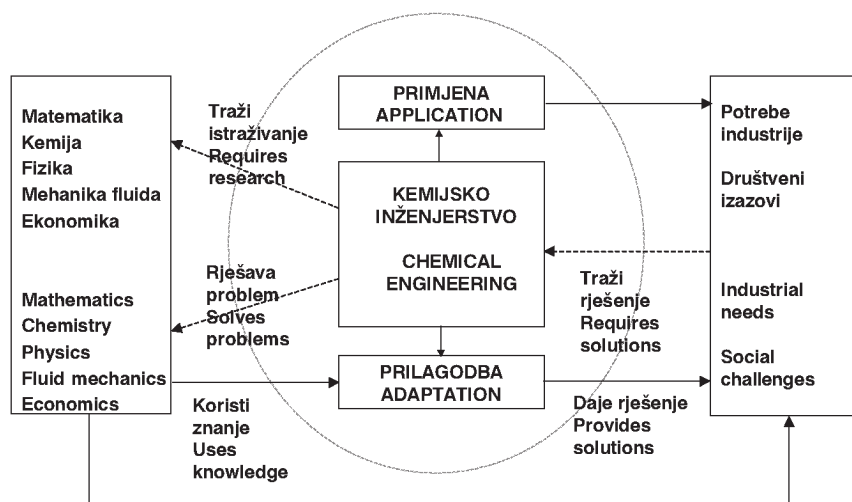 Matematika
Kemija
Fizika
Mehanika fluida
Ekonomika
Mathematics
Chemistry
Physics
Fluid mechanics
Economics
Traži
istraživanje
Requires
research
Rješava
problem
Solves
problems
Koristi
znanje
Uses
knowledge
PRIMJENA
APPLICATION
KEMIJSKO
INŽENJERSTVO
CHEMICAL
ENGINEERING
PRILAGODBA
ADAPTATION
Traži
rješenje
Requires
solutions
Daje rješenje
Provides
solutions
Potrebe
industrije
Društveni
izazovi
Industrial
needs
Social
challenges